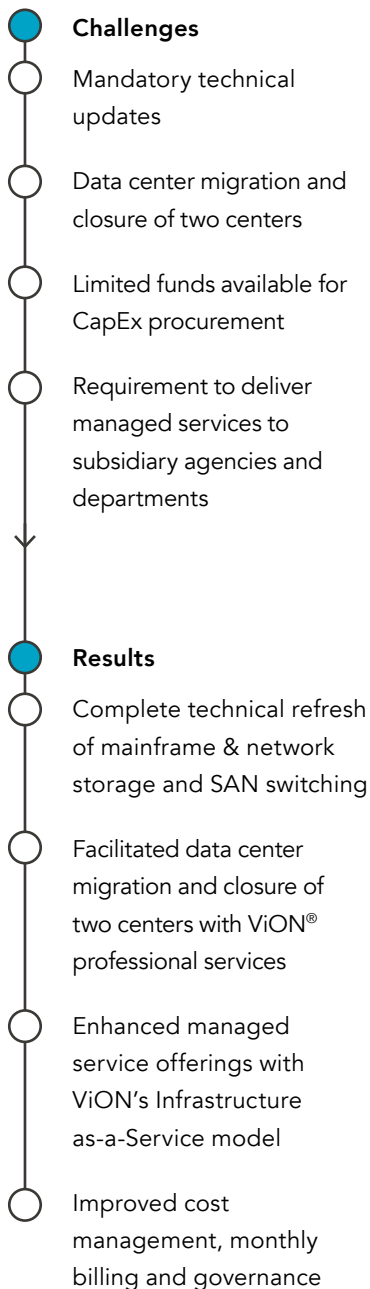 Challenges
Mandatory technical
updates
Data center migration and
closure of two centers
Limited funds available for
CapEx procurement
Requirement to deliver
managed services to
subsidiary agencies and
departments
Results
Complete technical refresh
of mainframe & network
storage and SAN switching
Facilitated data center
migration and closure of
two centers with ViON®
professional services
Enhanced managed
service offerings with
ViON's Infrastructure
as-a-Service model
Improved cost
management, monthly
billing and governance